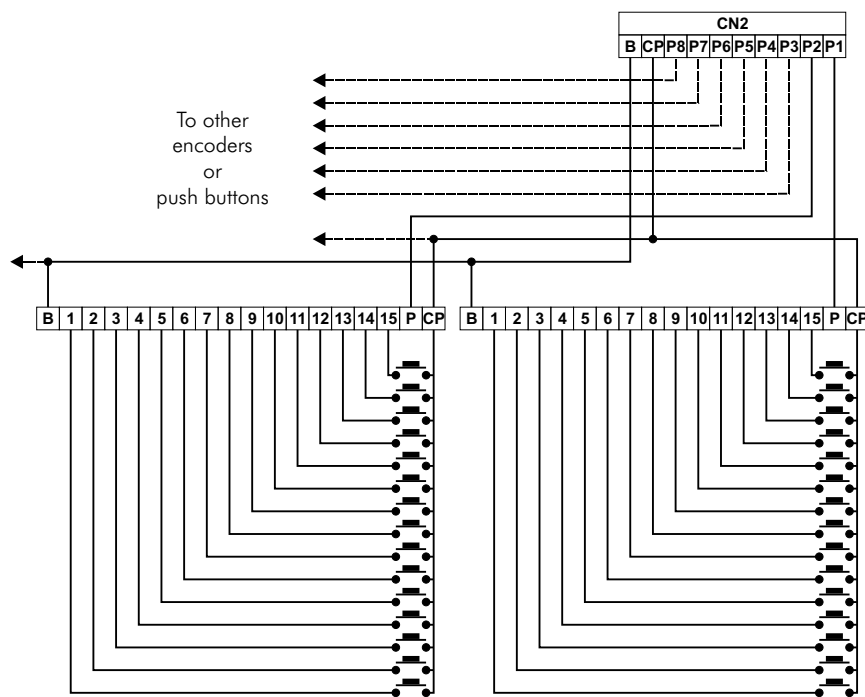 CN2
B CP P8 P7 P6 P5 P4 P3 P2 P1
To other
encoders
or
push buttons
B 1 2 3 4 5 6 7 8 9 10 11 12 13 14 15 P CP
B 1 2 3 4 5 6 7 8 9 10 11 12 13 14 15 P CP